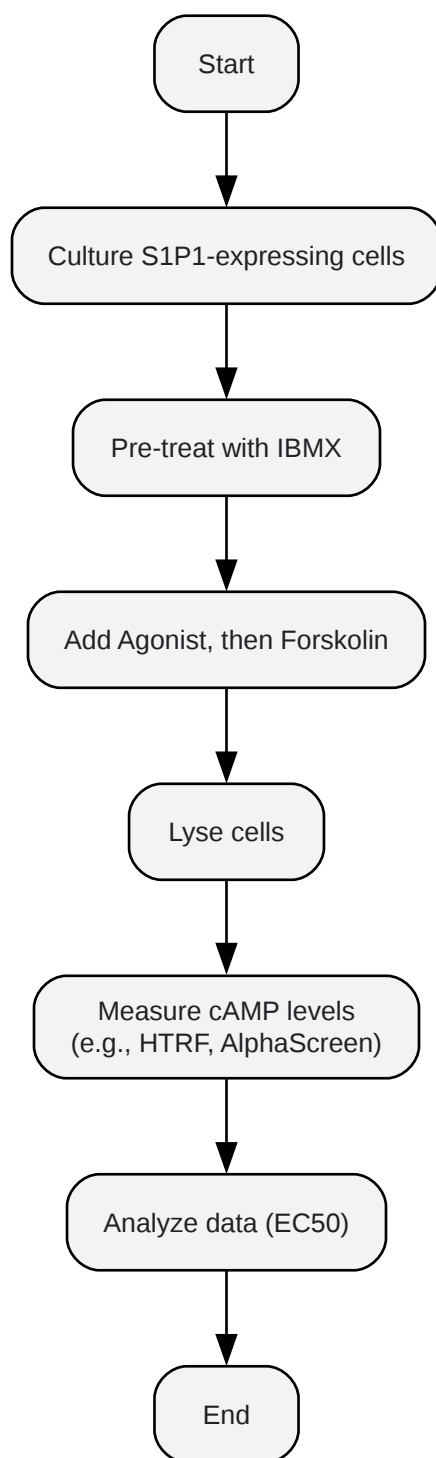 Start
Culture S1P1-expressing cells
Pre-treat with IBMX
Add Agonist, then Forskolin
Lyse cells
Measure cAMP levels
(e.g., HTRF, AlphaScreen)
Analyze data (EC50)
End